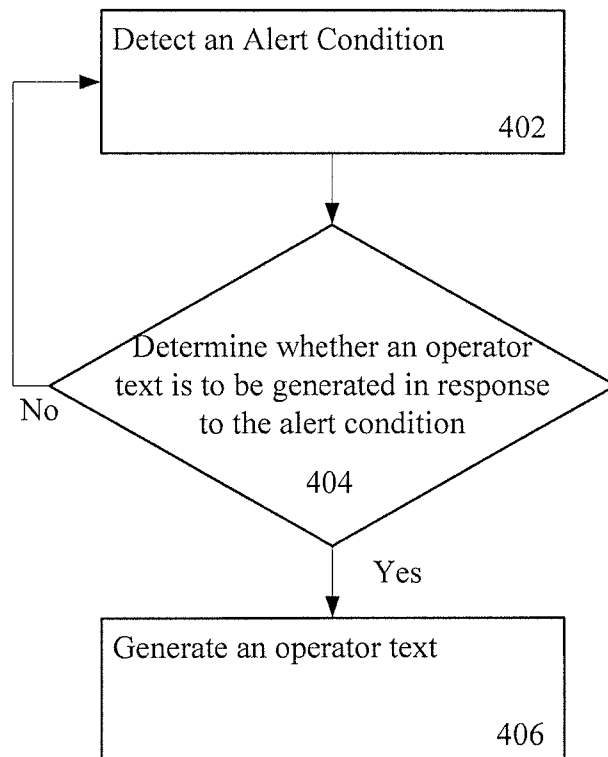 Detect an Alert Condition
402
Determine whether an operator
text is to be generated in response
to the alert condition
No
404
Yes
Generate an operator text
406